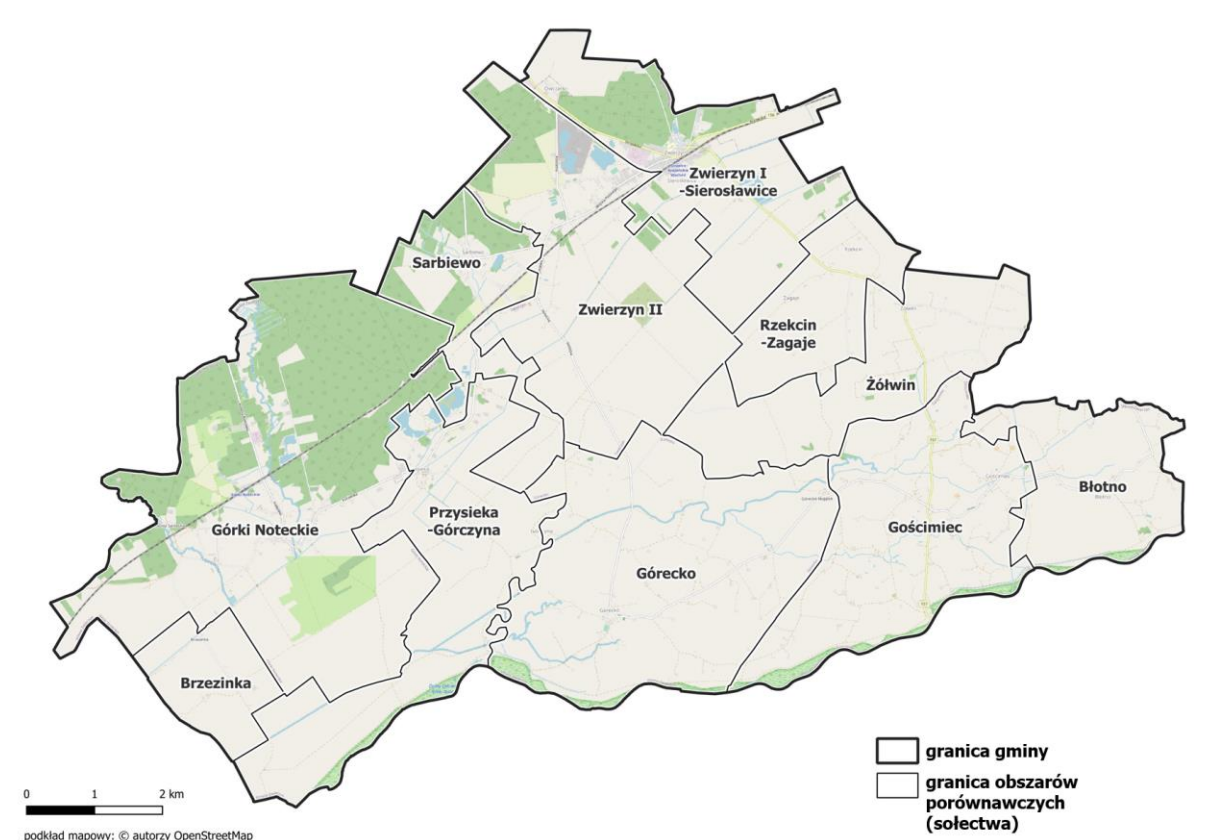 Zwierzyn I
-Sierosławice
Sarbiewo
Zwierzyn II
Rzekcin
-Zagaje
Żółwin
Błotno
Górki Noteckie
Przysieka
-Górczyna
Gościmiec
Górecko
Brzezinka
granica gminy
granica obszarów
porównawczych
(sołectwa)
0 1 2 km
podkład mapowy: © autorzy OpenStreetMap